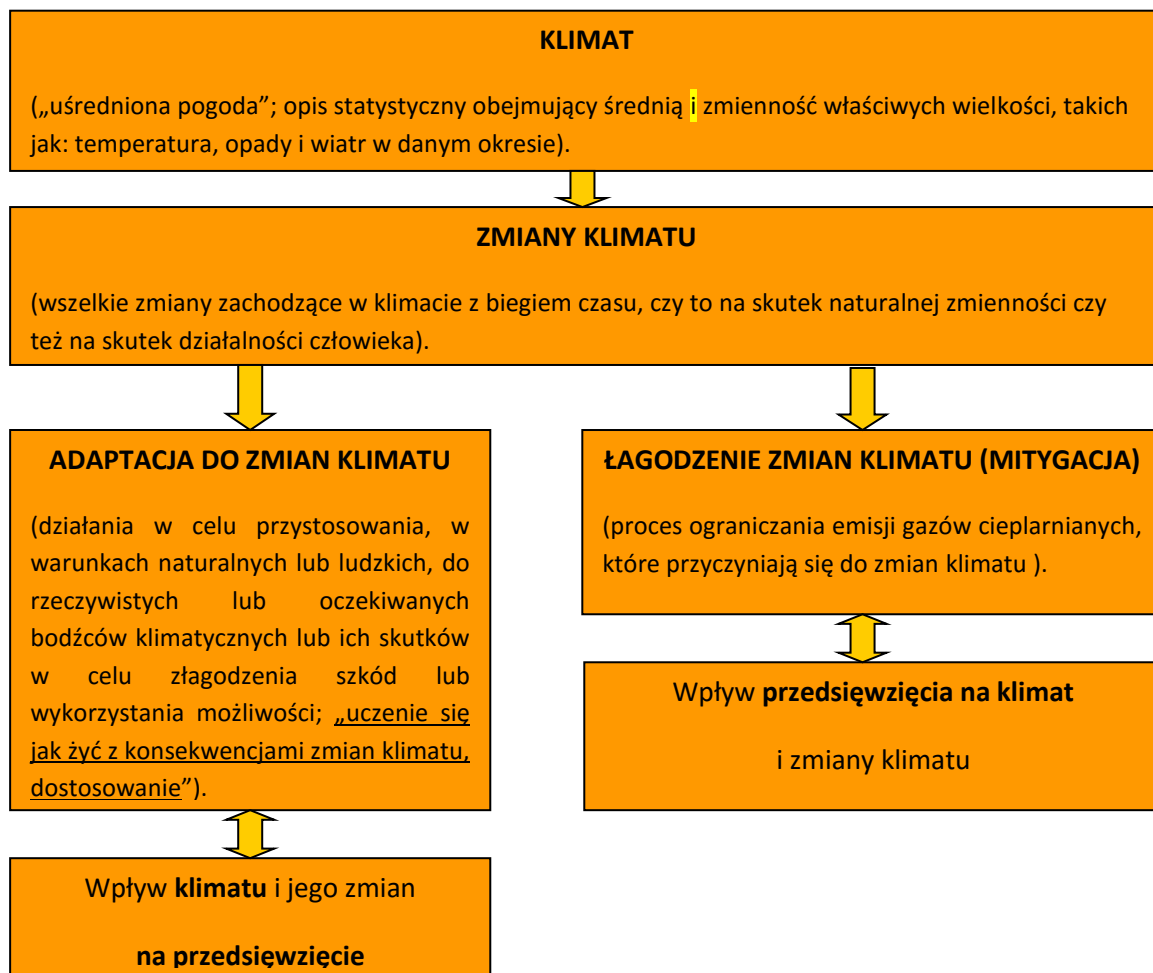 KLIMAT
(„uśredniona pogoda”; opis statystyczny obejmujący średnią i zmienność właściwych wielkości, takich
jak: temperatura, opady i wiatr w danym okresie).
ZMIANY KLIMATU
(wszelkie zmiany zachodzące w klimacie z biegiem czasu, czy to na skutek naturalnej zmienności czy
też na skutek działalności człowieka).
ADAPTACJA DO ZMIAN KLIMATU
(działania w celu przystosowania, w
warunkach naturalnych lub ludzkich, do
rzeczywistych lub oczekiwanych
bodźców klimatycznych lub ich skutków
w celu złagodzenia szkód lub
wykorzystania możliwości; „uczenie się
jak żyć z konsekwencjami zmian klimatu,
dostosowanie”).
Wpływ klimatu i jego zmian
na przedsięwzięcie
ŁAGODZENIE ZMIAN KLIMATU (MITYGACJA)
(proces ograniczania emisji gazów cieplarnianych,
które przyczyniają się do zmian klimatu ).
Wpływ przedsięwzięcia na klimat
i zmiany klimatu